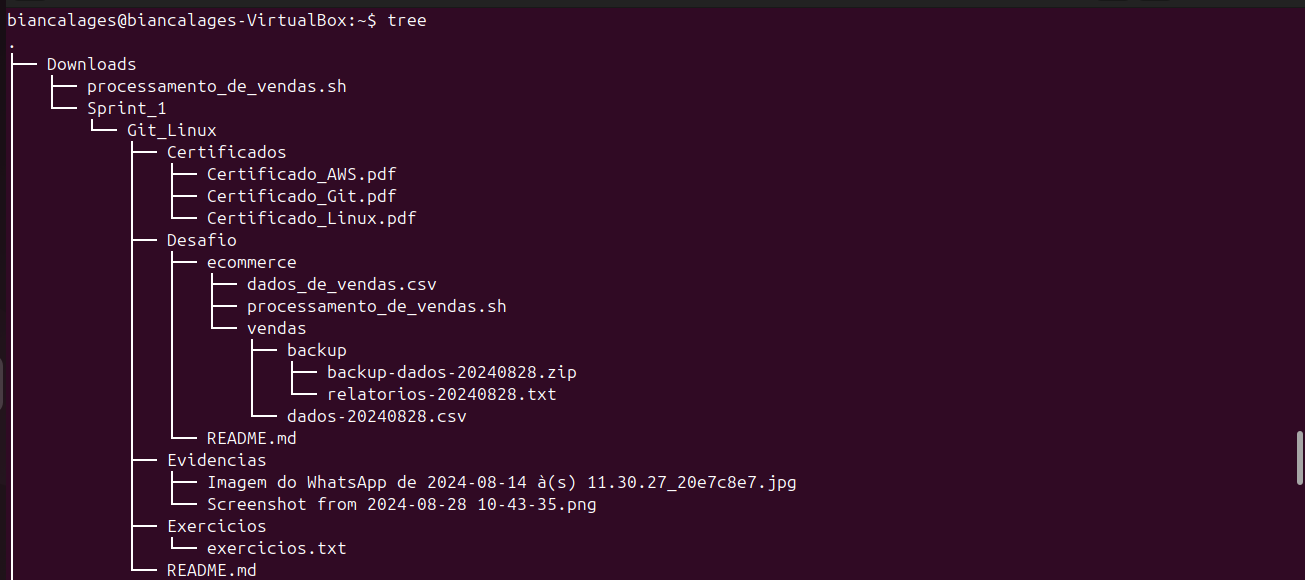 biancalages@biancalages-VirtualBox:~$ tree
.
├── Downloads
│   ├── processamento_de_vendas.sh
│   └── Sprint_1
│       └── Git_Linux
│           ├── Certificados
│           │   ├── Certificado_AWS.pdf
│           │   ├── Certificado_Git.pdf
│           │   └── Certificado_Linux.pdf
│           ├── Desafio
│           │   ├── ecommerce
│           │   │   ├── dados_de_vendas.csv
│           │   │   ├── processamento_de_vendas.sh
│           │   │   └── vendas
│           │   │       ├── backup
│           │   │       │   ├── backup-dados-20240828.zip
│           │   │       │   └── relatorios-20240828.txt
│           │   │       └── dados-20240828.csv
│           │   └── README.md
│           ├── Evidencias
│           │   ├── Imagem do WhatsApp de 2024-08-14 à(s) 11.30.27_20e7c8e7.jpg
│           │   └── Screenshot from 2024-08-28 10-43-35.png
│           ├── Exercicios
│           │   └── exercicios.txt
│           └── README.md